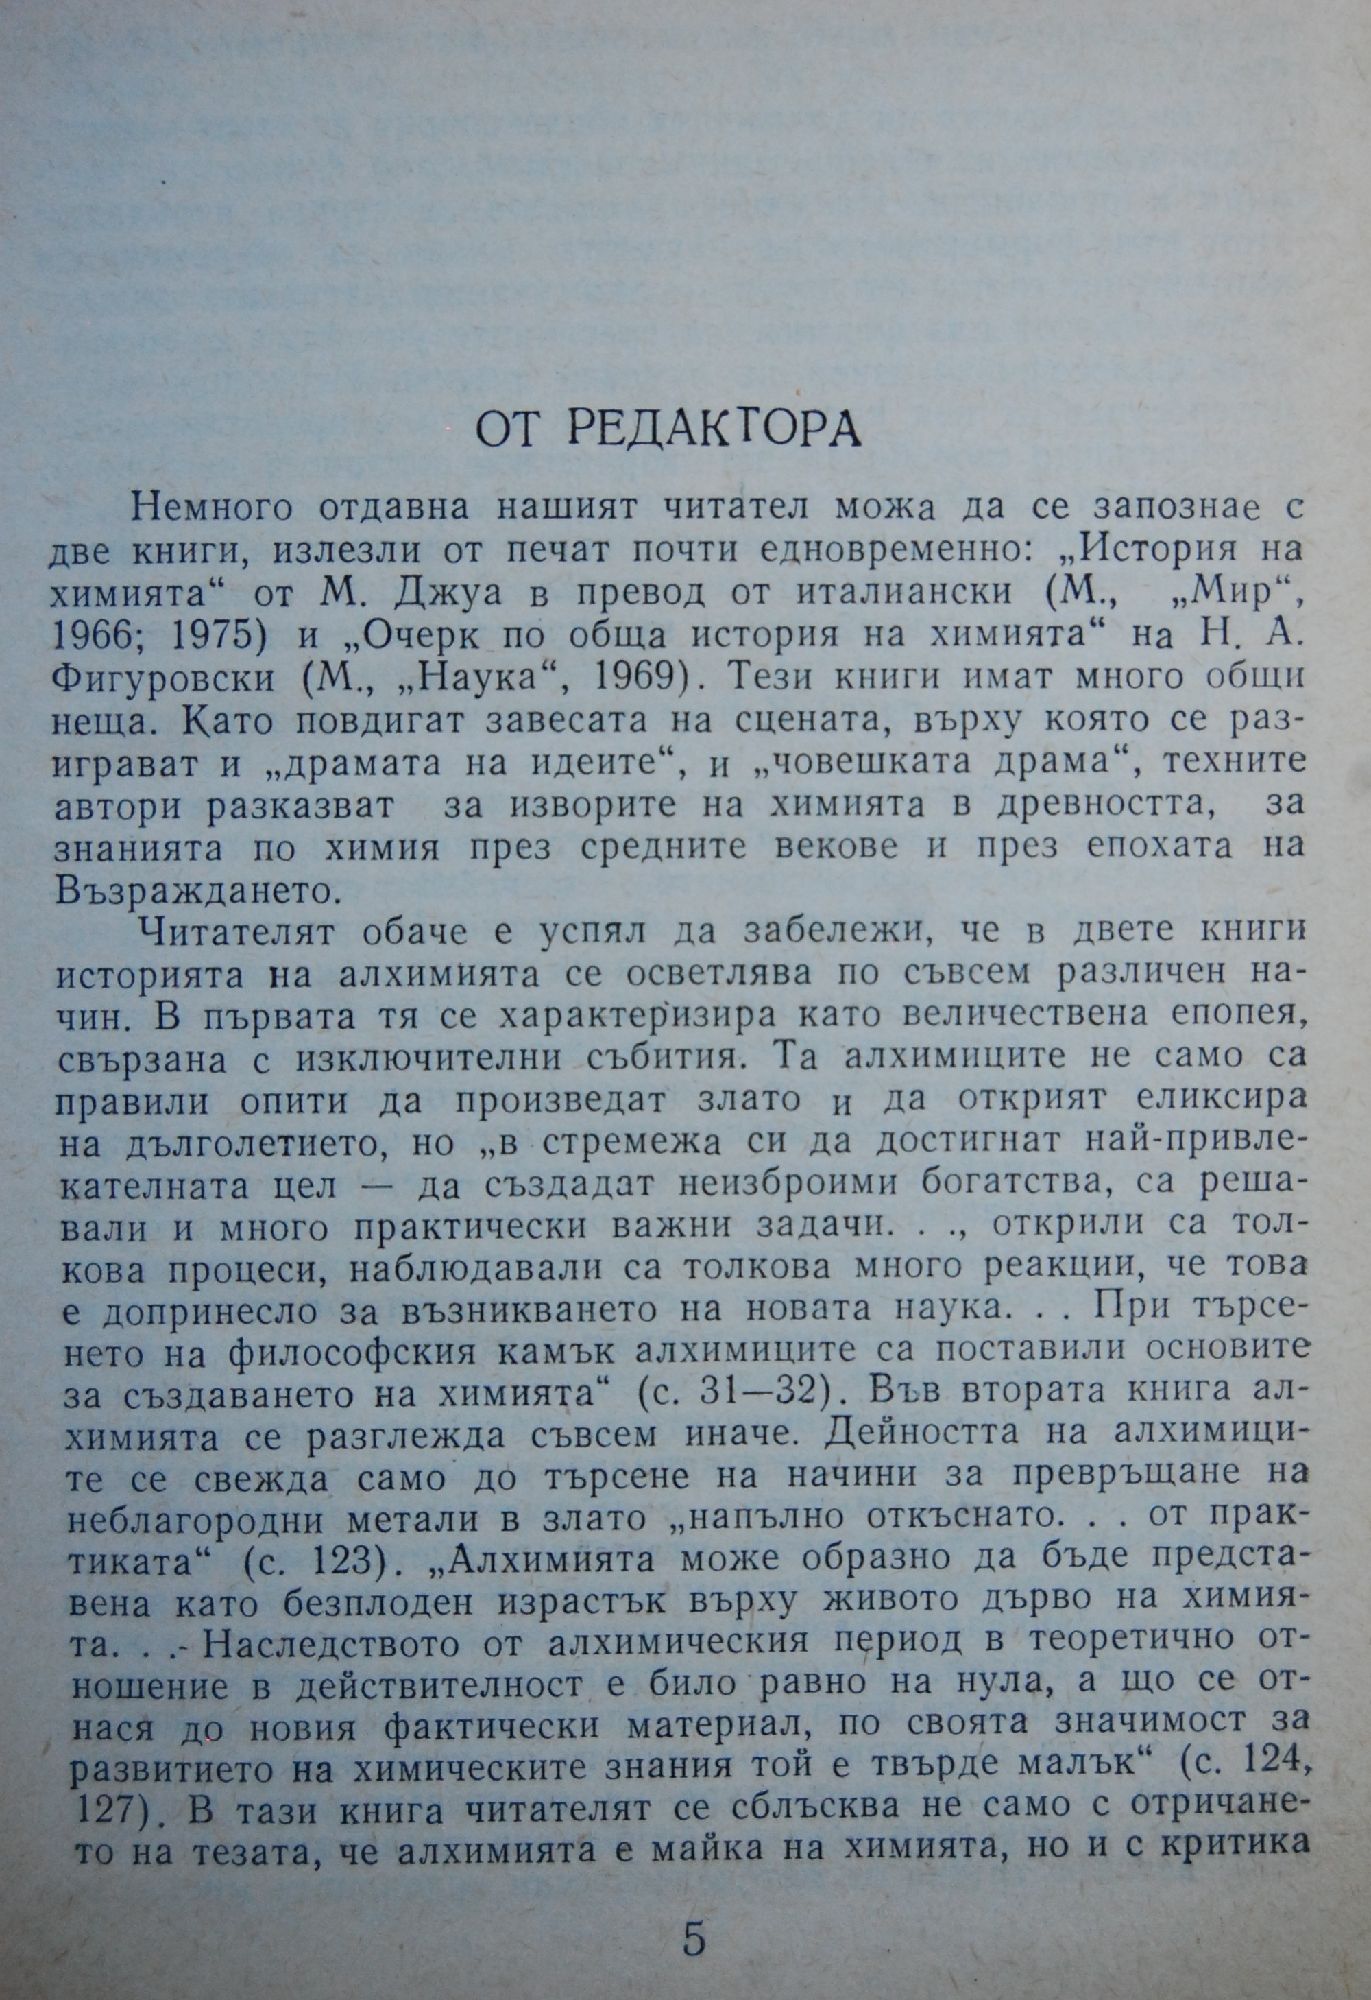 ОТ РЕДАКТОРА
Немного отдавна нашият читател можа да се запознае с
две книги, излезли от печат почти едновременно: „История на
химията“ от М. Джуа в превод от италиански (М., „Мир“,
1966; 1975) и „Очерк по обща история на химията“ на Н. А.
Фигуровски (М., „Наука“, 1969). Тези книги имат много общи
неща. Като повдигат завесата на сцената, върху която се раз-
играват и „драмата на идеите“, и „човешката драма“, техните
автори разказват за изворите на химията в древността, за
знанията по химия през средните векове и през епохата на
Възраждането.
Читателят обаче е успял да забележи, че в двете книги
историята на алхимията се осветлява по съвсем различен на-
чин. В първата тя се характеризира като величествена епопея,
свързана с изключителни събития. Та алхимиците не само са
правили опити да произведат злато и да открият еликсира
на дълголетието, но „в стремежа си да достигнат най-привле-
кателната цел — да създадат неизброими богатства, са реша-
вали и много практически важни задачи. . ., открили са тол-
кова процеси, наблюдавали са толкова много реакции, че това
е допринесло за възникването на новата наука. . . При търсе-
нето на философския камък алхимиците са поставили основите
за създаването на химията“ (с. 31—32). Във втората книга ал-
химията се разглежда съвсем иначе. Дейността на алхимици-
те се свежда само до търсене на начини за превръщане на
неблагородни метали в злато „напълно откъснато. . . от прак-
тиката“ (с. 123). „Алхимията може образно да бъде предста-
вена като безплоден израстък върху живото дърво на химия-
та. . .- Наследството от алхимическия период в теоретично от-
ношение в действителност е било равно на нула, а що се от-
нася до новия фактически материал, по своята значимост за
развитието на химическите знания той е твърде малък“ (с. 124,
127). В тази книга читателят се сблъсква не само с отричане-
то на тезата, че алхимията е майка на химията, но и с критика
5